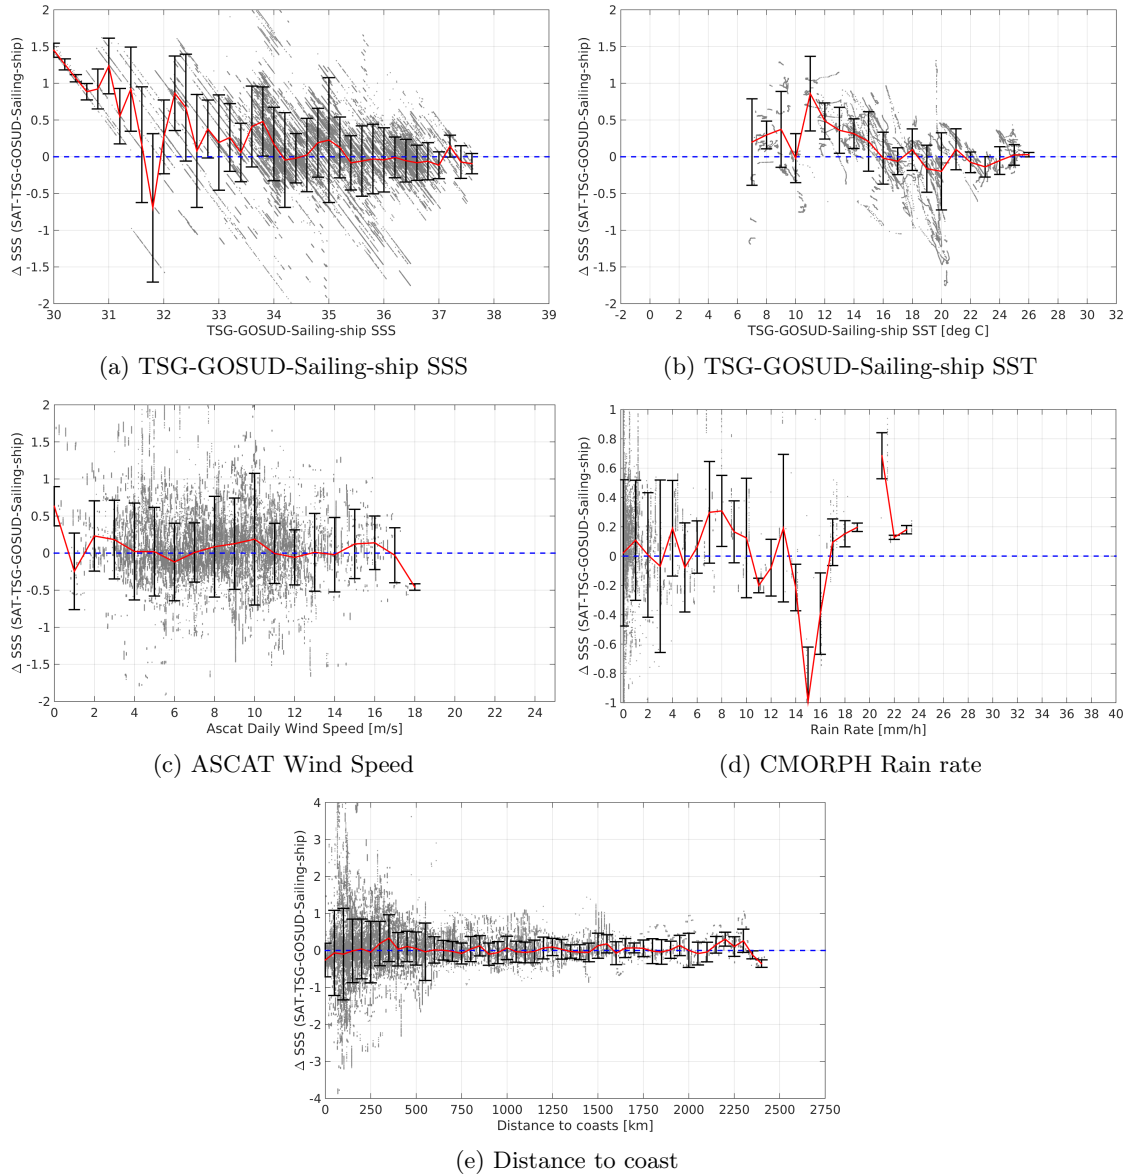 2
1.5
1
0.5
0
-0.5
-1
-1.5
-2
Δ SSS (SAT-TSG-GOSUD-Sailing-ship)
30 31 32 33 34 35 36 37 38 39
TSG-GOSUD-Sailing-ship SSS
(a) TSG-GOSUD-Sailing-ship SSS
2
1.5
1
0.5
0
-0.5
-1
-1.5
-2
Δ SSS (SAT-TSG-GOSUD-Sailing-ship)
-2 0 2 4 6 8 10 12 14 16 18 20 22 24 26 28 30 32
TSG-GOSUD-Sailing-ship SST [deg C]
(b) TSG-GOSUD-Sailing-ship SST
2
1.5
1
0.5
0
-0.5
-1
-1.5
-2
Δ SSS (SAT-TSG-GOSUD-Sailing-ship)
0 2 4 6 8 10 12 14 16 18 20 22 24
Ascat Daily Wind Speed [m/s]
(c) ASCAT Wind Speed
1
0.8
0.6
0.4
0.2
0
-0.2
-0.4
-0.6
-0.8
-1
Δ SSS (SAT-TSG-GOSUD-Sailing-ship)
0 2 4 6 8 10 12 14 16 18 20 22 24 26 28 30 32 34 36 38 40
Rain Rate [mm/h]
(d) CMORPH Rain rate
4
3
2
1
0
-1
-2
-3
-4
Δ SSS (SAT-TSG-GOSUD-Sailing-ship)
0 250 500 750 1000 1250 1500 1750 2000 2250 2500 2750
Distance to coasts [km]
(e) Distance to coast